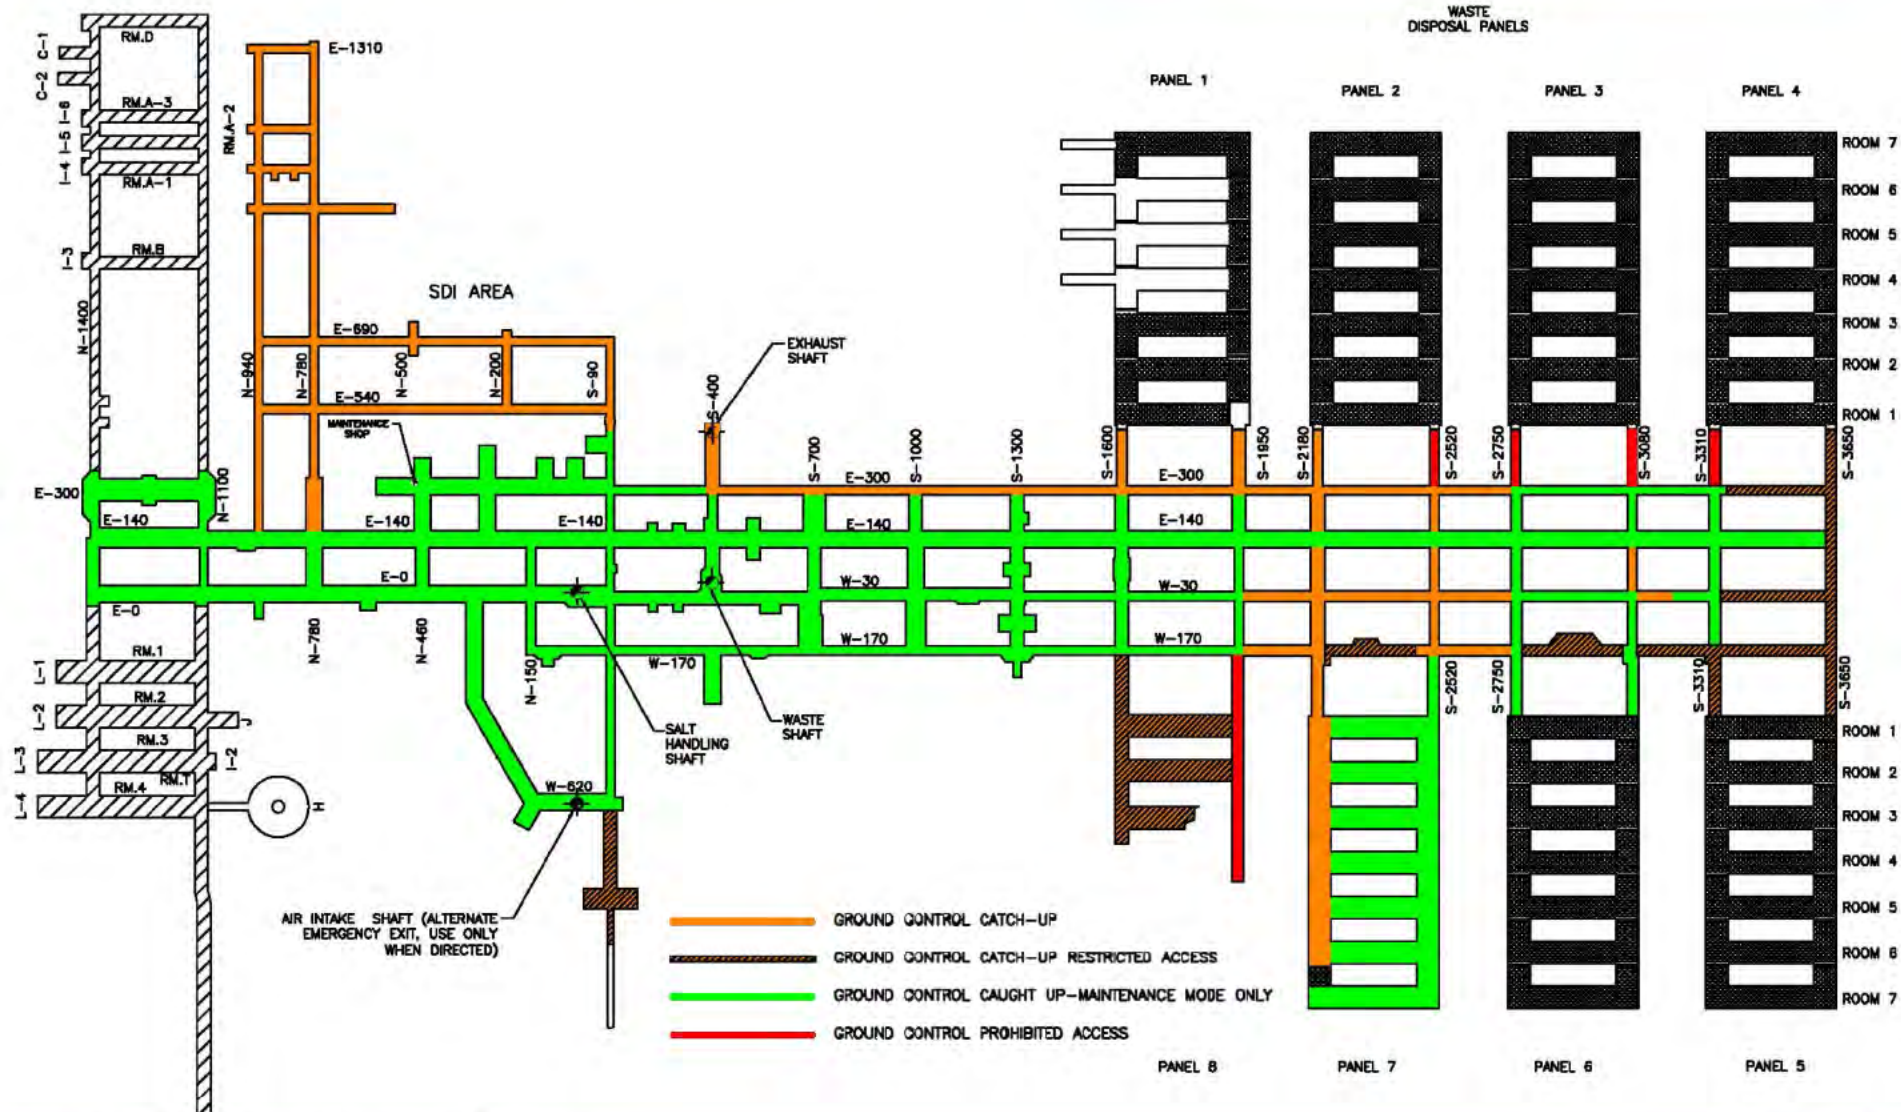 WASTE
DISPOSAL PANELS
PANEL 1
PANEL 2
PANEL 3
PANEL 4
ROOM 7
ROOM 6
ROOM 5
ROOM 4
ROOM 3
ROOM 2
ROOM 1
C-1
C-2
I-6
I-5
I-4
I-3
RM.D
RM.A-3
RM.A-1
RM.B
RM.A-2
E-1310
N-1400
SDI AREA
E-690
N-940
N-780
N-500
N-200
S-90
E-540
MAINTENANCE
SHOP
EXHAUST
SHAFT
S-400
S-700
S-1000
S-1300
S-1600
S-1950
S-2180
S-2520
S-2750
S-3080
S-3310
S-3650
E-300
N-1100
E-300
E-300
E-140
E-140
E-140
E-140
E-140
E-0
W-30
W-30
E-0
N-780
N-460
N-150
W-170
W-170
W-170
S-2520
S-2750
S-3310
S-3650
RM.1
RM.2
RM.3
RM.T
RM.4
L-1
L-2
L-3
L-4
J
I-2
H
SALT
HANDLING
SHAFT
WASTE
SHAFT
W-620
AIR INTAKE SHAFT (ALTERNATE
EMERGENCY EXIT, USE ONLY
WHEN DIRECTED)
ROOM 1
ROOM 2
ROOM 3
ROOM 4
ROOM 5
ROOM 6
ROOM 7
GROUND CONTROL CATCH-UP
GROUND CONTROL CATCH-UP RESTRICTED ACCESS
GROUND CONTROL CAUGHT UP-MAINTENANCE MODE ONLY
GROUND CONTROL PROHIBITED ACCESS
PANEL 8
PANEL 7
PANEL 6
PANEL 5